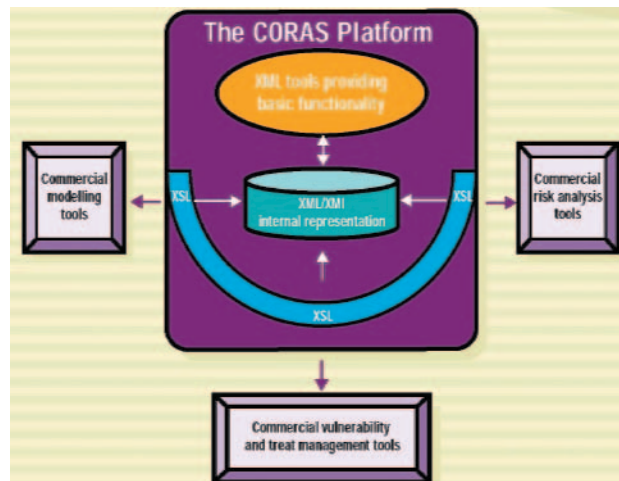 The CORAS Platform
XML tools providing
basic functionality
Commercial
modelling
tools
XSL
XML/XMI
internal representation
XSL
Commercial
risk analysis
tools
XSL
Commercial vulnerability
and treat management tools